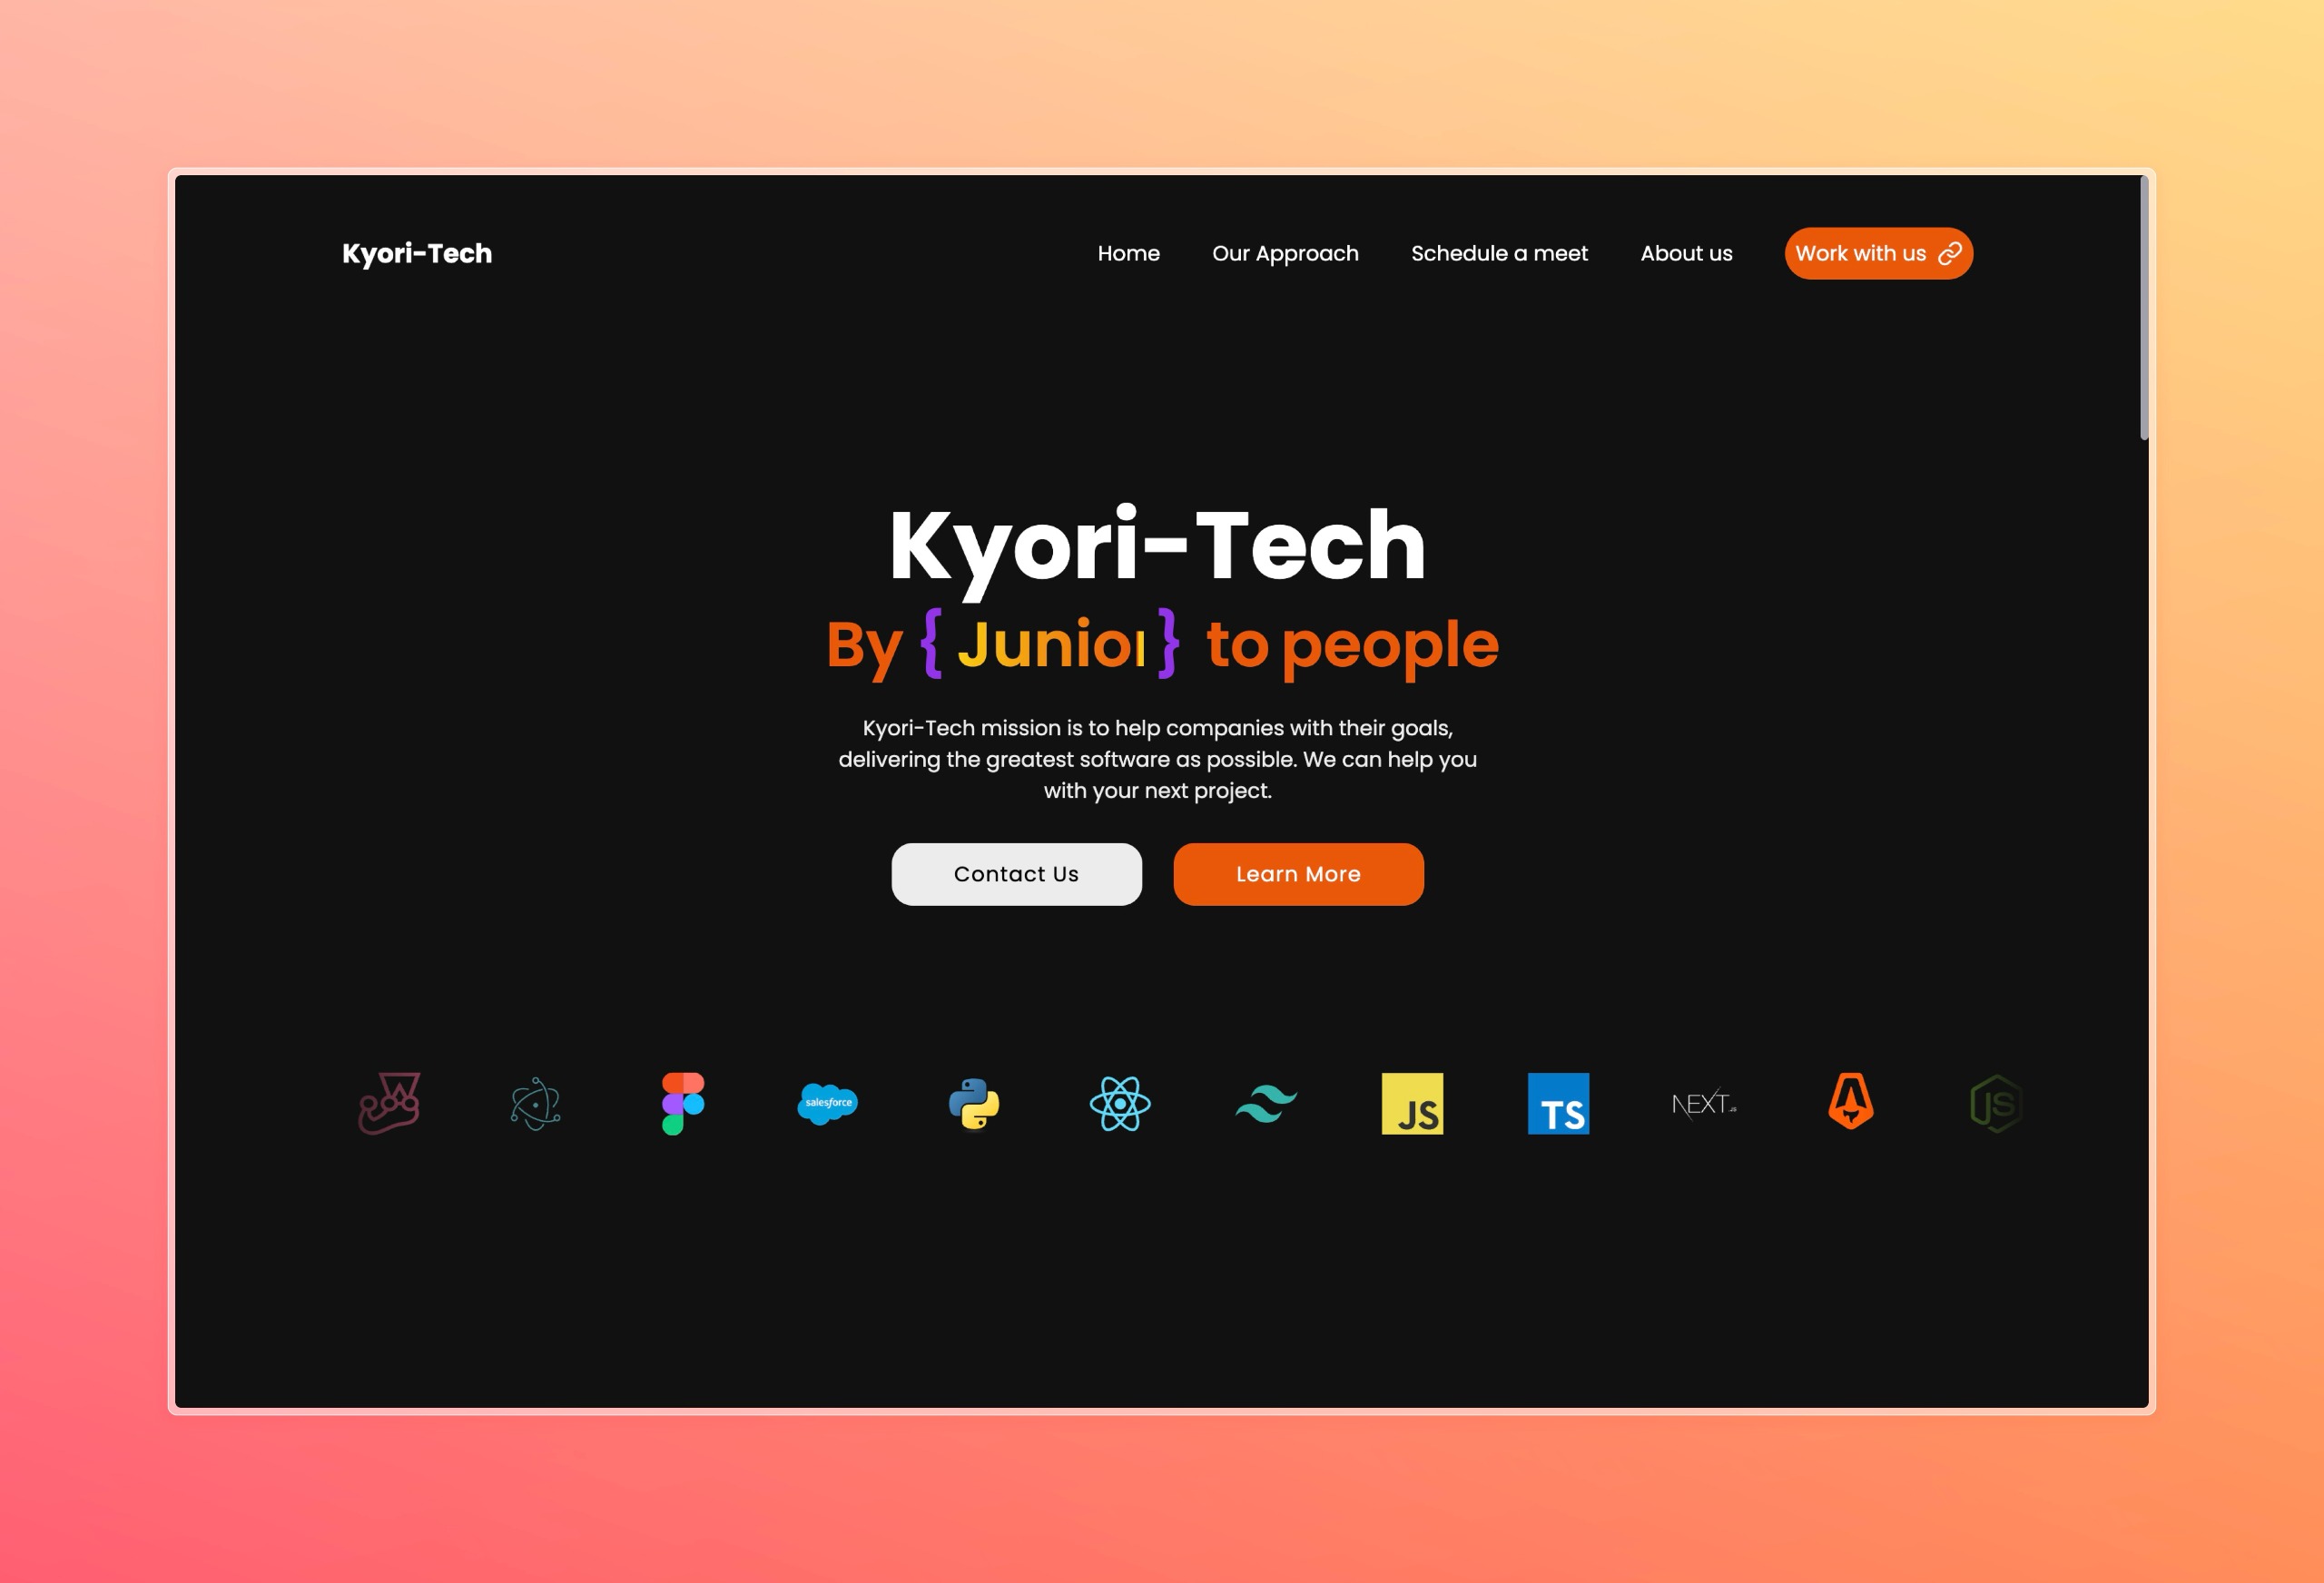 Kyori-Tech
Home
Our Approach
Schedule a meet
About us
Work with us
Kyori-Tech
By { Junior } to people
Kyori-Tech mission is to help companies with their goals,
delivering the greatest software as possible. We can help you
with your next project.
Contact Us
Learn More
salesforce
JS
TS
NEXT.JS
JS